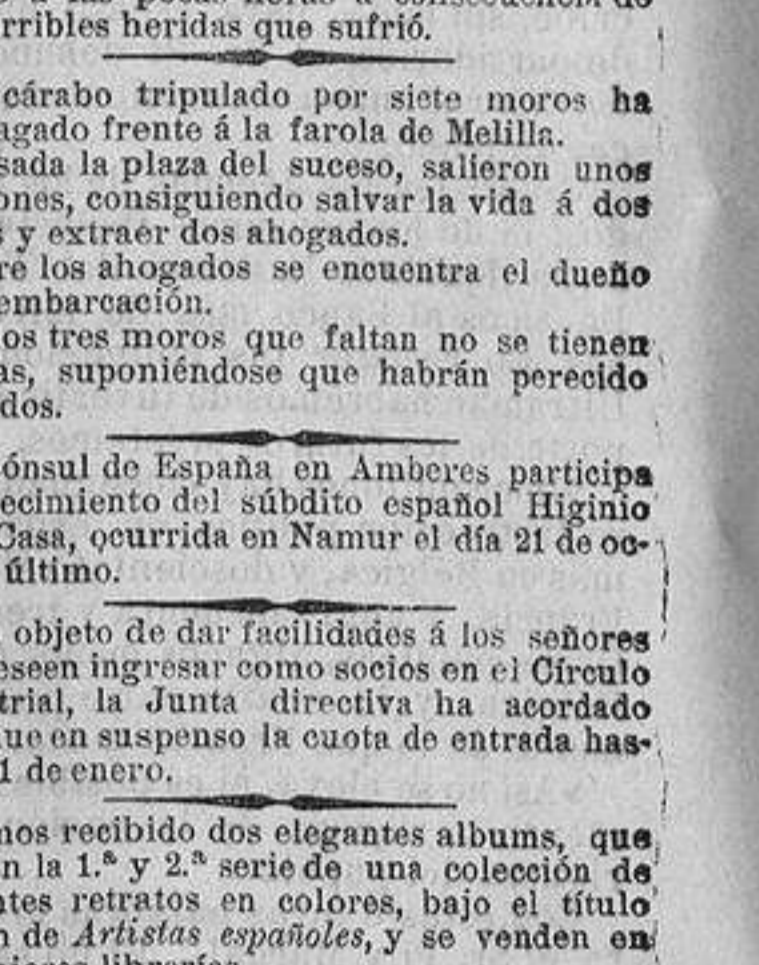 rribles heridas que sufrió.
cárabo tripulado por siete moros ha
agado frente á la farola de Melilla.
sada la plaza del suceso, salieron unos
ones, consiguiendo salvar la vida á dos
s y extraer dos ahogados.
re los ahogados se encuentra el dueño
embarcación.
os tres moros que faltan no se tienen
as, suponiéndose que habrán perecido
dos.
ónsul de España en Amberes participa
ecimiento del súbdito español Higinio
Casa, ocurrida en Namur el día 21 de oc-
último.
objeto de dar facilidades á los señores
eseen ingresar como socios en el Círculo
trial, la Junta directiva ha acordado
ue en suspenso la cuota de entrada has-
1 de enero.
mos recibido dos elegantes albums, que
n la 1.ª y 2.ª serie de una colección de
ntes retratos en colores, bajo el título
n de Artistas españoles, y se venden en